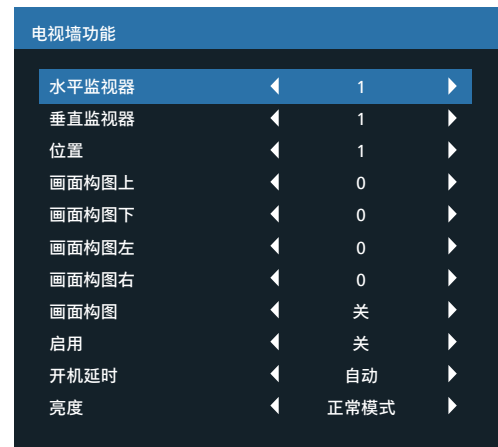 电视墙功能
水平监视器 1
垂直监视器 1
位置 1
画面构图上 0
画面构图下 0
画面构图左 0
画面构图右 0
画面构图 关
启用 关
开机延时 自动
亮度 正常模式